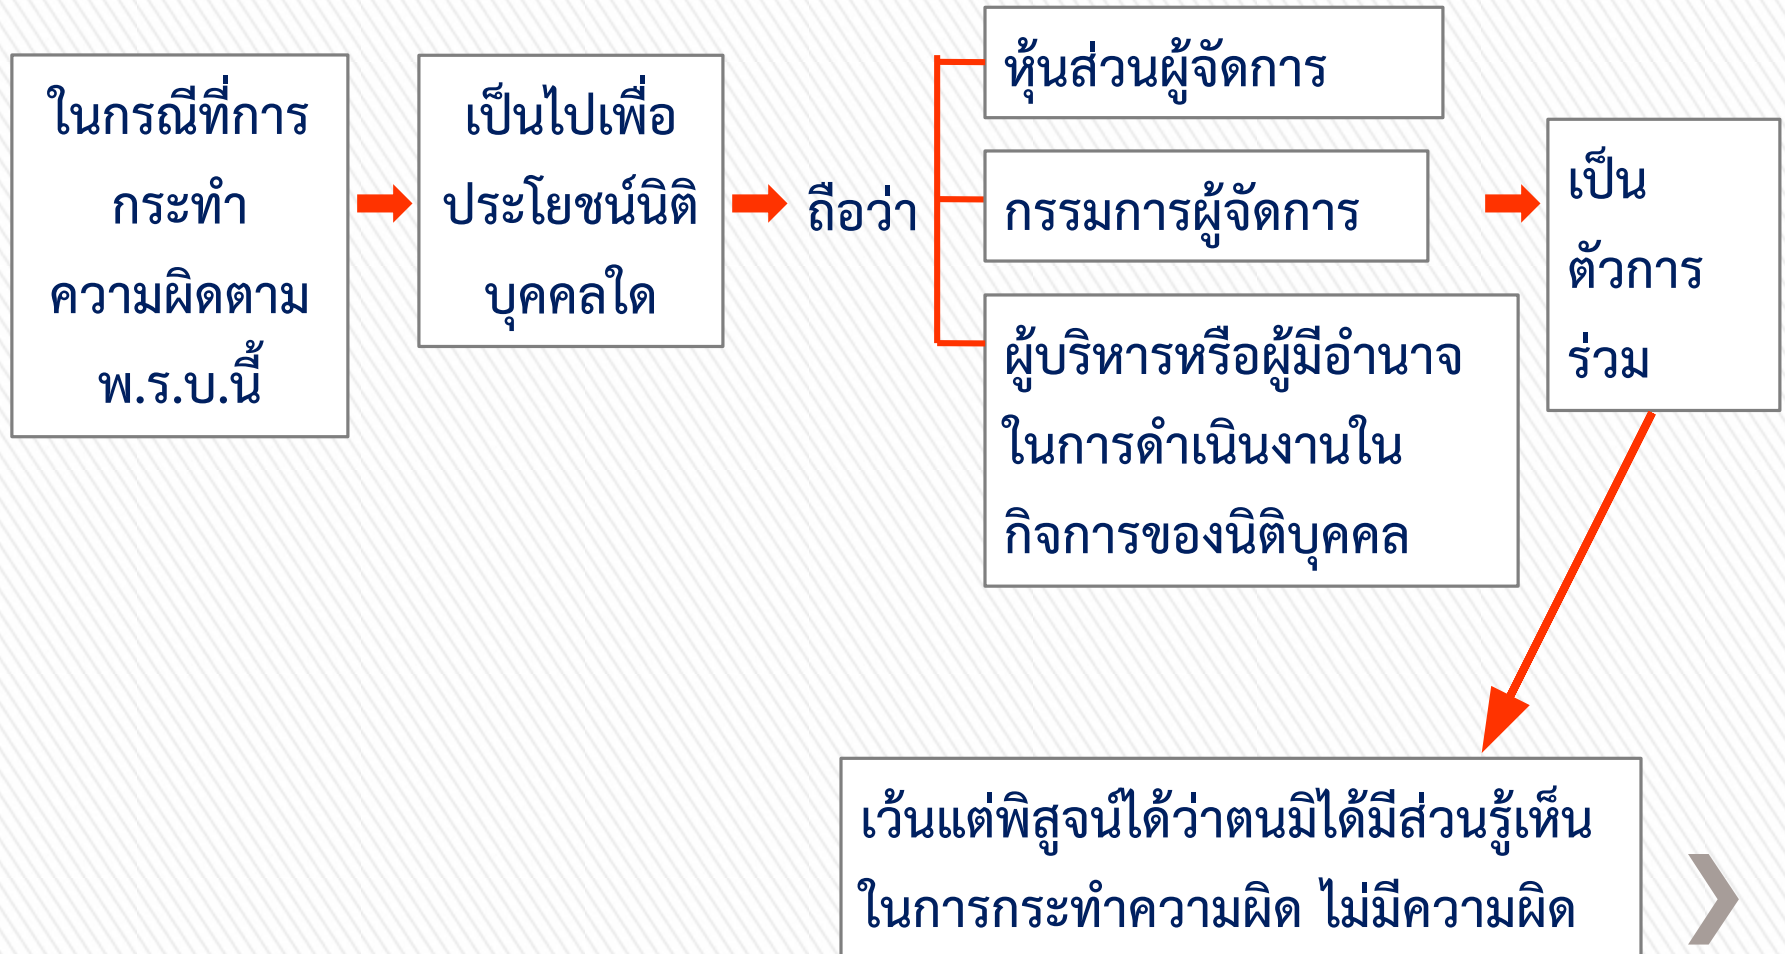 ในกรณีที่การ
กระทำ
ความผิดตาม
พ.ร.บ.นี้
เป็นไปเพื่อ
ประโยชน์นิติ
บุคคลใด
ถือว่า
หุ้นส่วนผู้จัดการ
กรรมการผู้จัดการ
ผู้บริหารหรือผู้มีอำนาจ
ในการดำเนินงานใน
กิจการของนิติบุคคล
เป็น
ตัวการ
ร่วม
เว้นแต่พิสูจน์ได้ว่าตนมิได้มีส่วนรู้เห็น
ในการกระทำความผิด ไม่มีความผิด